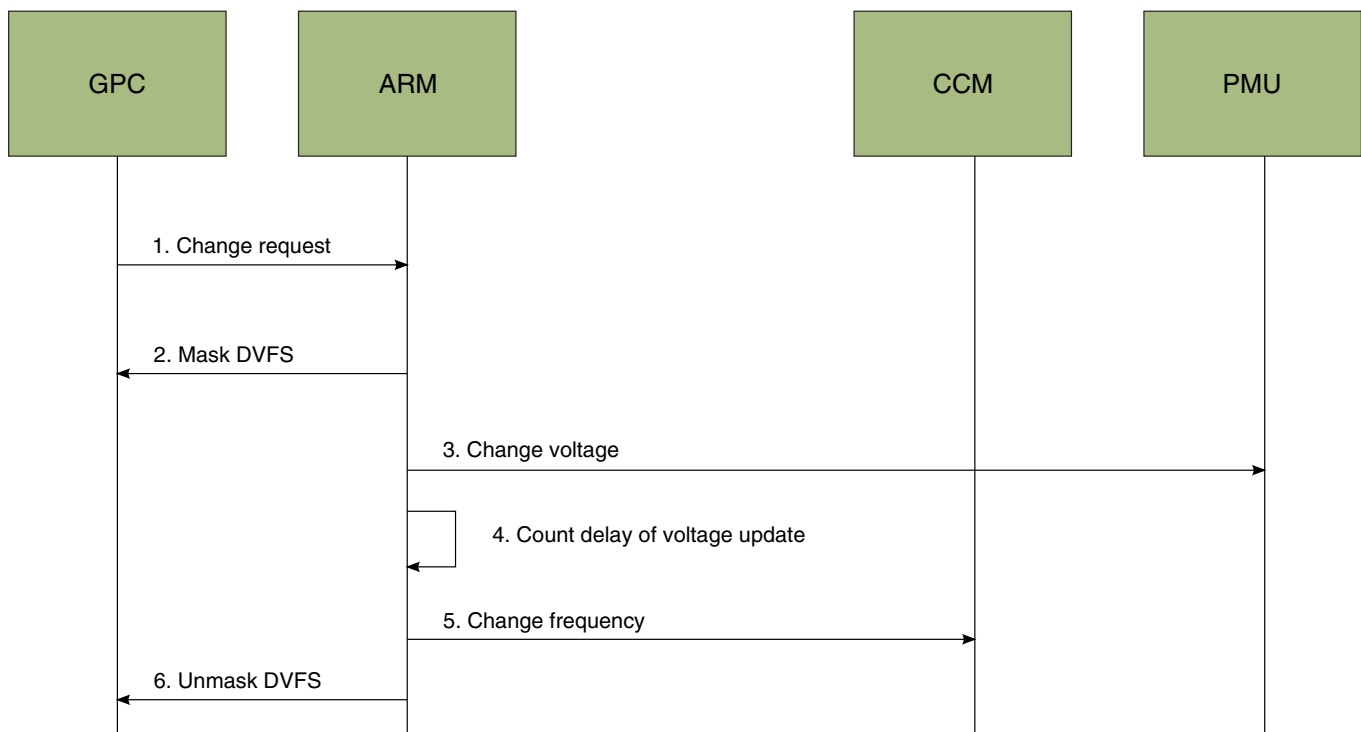 GPC
ARM
CCM
PMU
1. Change request
2. Mask DVFS
3. Change voltage
4. Count delay of voltage update
5. Change frequency
6. Unmask DVFS